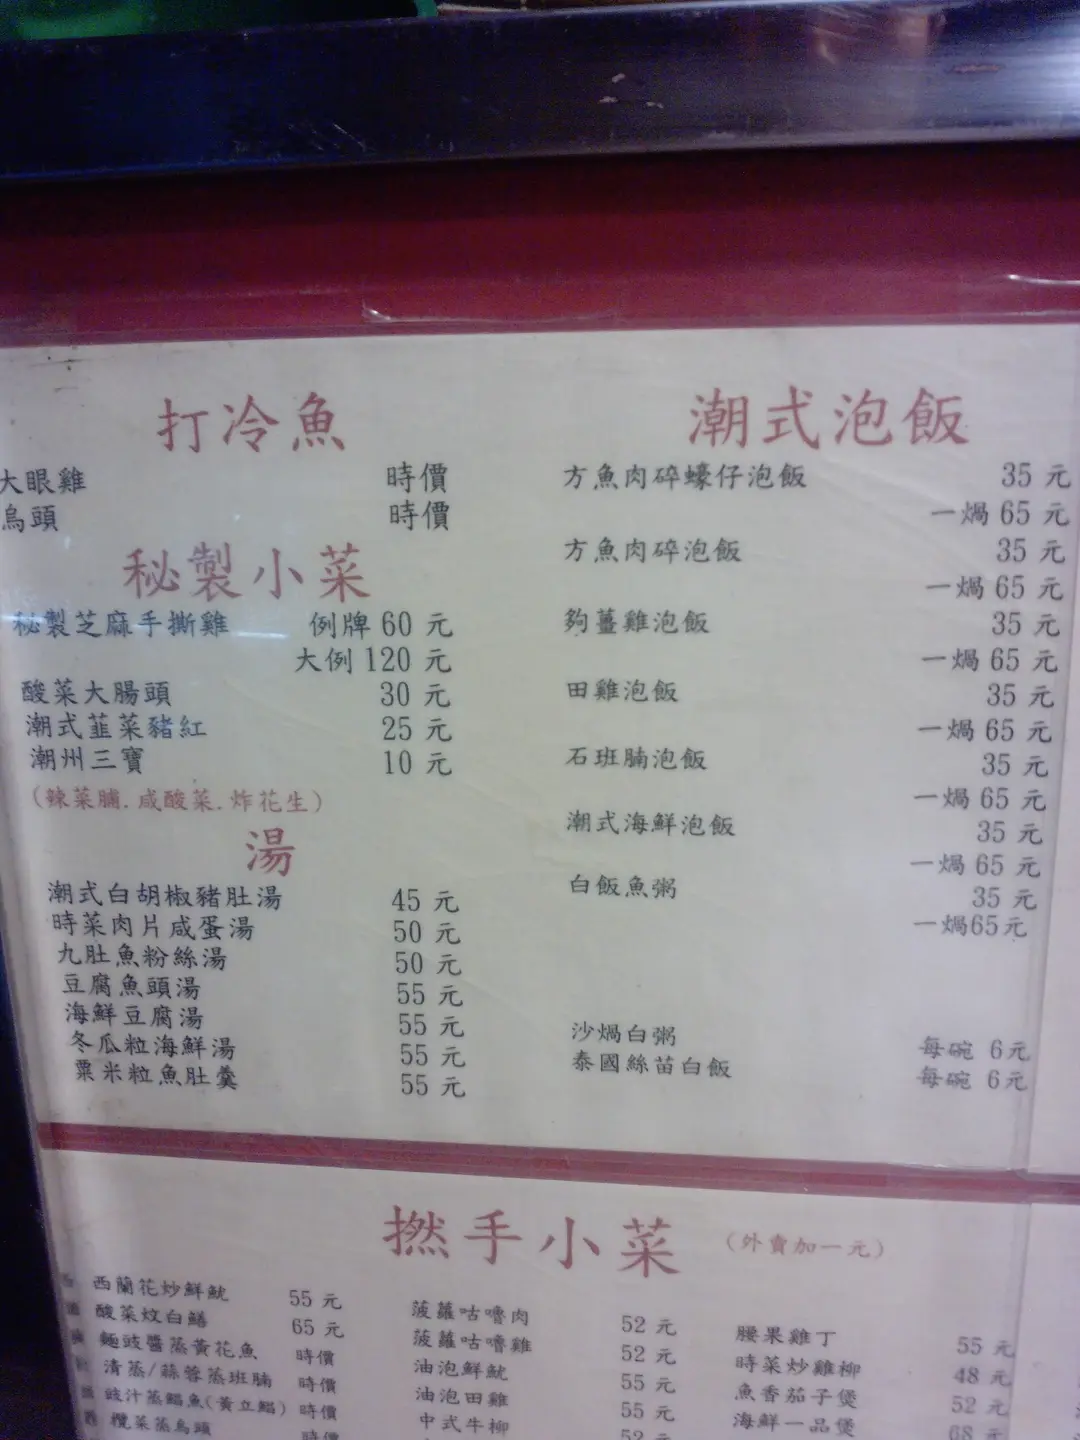 打冷魚
大眼雞 時價
烏頭 時價
秘製小菜
秘製芝麻手撕雞 例牌 60 元
大例 120 元
酸菜大腸頭 30 元
潮式韮菜豬紅 25 元
潮州三寶 10 元
(辣菜脯.咸酸菜.炸花生)
湯
潮式白胡椒豬肚湯 45 元
時菜肉片咸蛋湯 50 元
九肚魚粉絲湯 50 元
豆腐魚頭湯 55 元
海鮮豆腐湯 55 元
冬瓜粒海鮮湯 55 元
粟米粒魚肚羹 55 元
潮式泡飯
方魚肉碎蠔仔泡飯 35 元
一煱 65 元
方魚肉碎泡飯 35 元
一煱 65 元
夠薑雞泡飯 35 元
一煱 65 元
田雞泡飯 35 元
一煱 65 元
石班腩泡飯 35 元
一煱 65 元
潮式海鮮泡飯 35 元
一煱 65 元
白飯魚粥 35 元
一煱65元
沙煱白粥 每碗 6元
泰國絲苗白飯 每碗 6元
撚手小菜 (外賣加一元)
西蘭花炒鮮魷 55 元
酸菜炆白鱔 65 元
麵豉醬蒸黃花魚 時價
清蒸/蒜蓉蒸班腩 時價
豉汁蒸鯧魚(黃立鯧) 時價
欖菜蒸烏頭 時價
菠蘿咕嚕肉 52 元
菠蘿咕嚕雞 52 元
油泡鮮魷 55 元
油泡田雞 55 元
中式牛柳 52 元
腰果雞丁 55 元
時菜炒雞柳 48 元
魚香茄子煲 52 元
海鮮一品煲 68 元